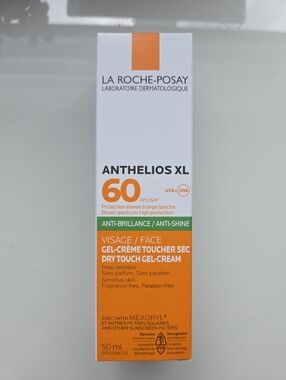 LA ROCHE-POSAY
LABORATOIRE DERMATOLOGIQUE
ANTHELIOS XL
60 FPS/SPF
UVB+UVA
Protection élevée à large spectre
Broad spectrum high protection
ANTI-BRILLANCE / ANTI-SHINE
VISAGE / FACE
GEL-CRÈME TOUCHER SEC
DRY TOUCH GEL-CREAM
Peau sensible
Sans parfum, Sans paraben
Sensitive skin
Fragrance-free, Paraben-free
AVEC/WITH MEXORYL®
ET AUTRES FILTRES SOLAIRES
AND OTHER SUNSCREEN FILTERS
50 ml